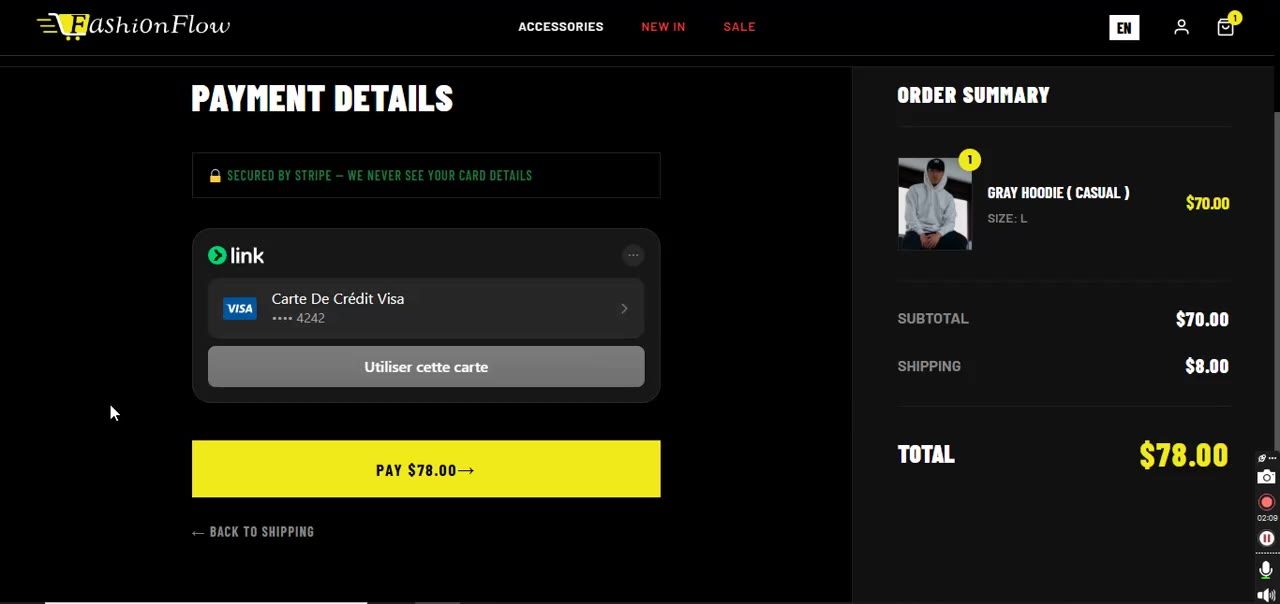 FashionFlow
ACCESSORIES
NEW IN
SALE
EN
1
PAYMENT DETAILS
SECURED BY STRIPE – WE NEVER SEE YOUR CARD DETAILS
link
VISA
Carte De Crédit Visa
•••• 4242
Utiliser cette carte
PAY $78.00→
← BACK TO SHIPPING
ORDER SUMMARY
1
GRAY HOODIE ( CASUAL )
SIZE: L
$70.00
SUBTOTAL
$70.00
SHIPPING
$8.00
TOTAL
$78.00
02:09